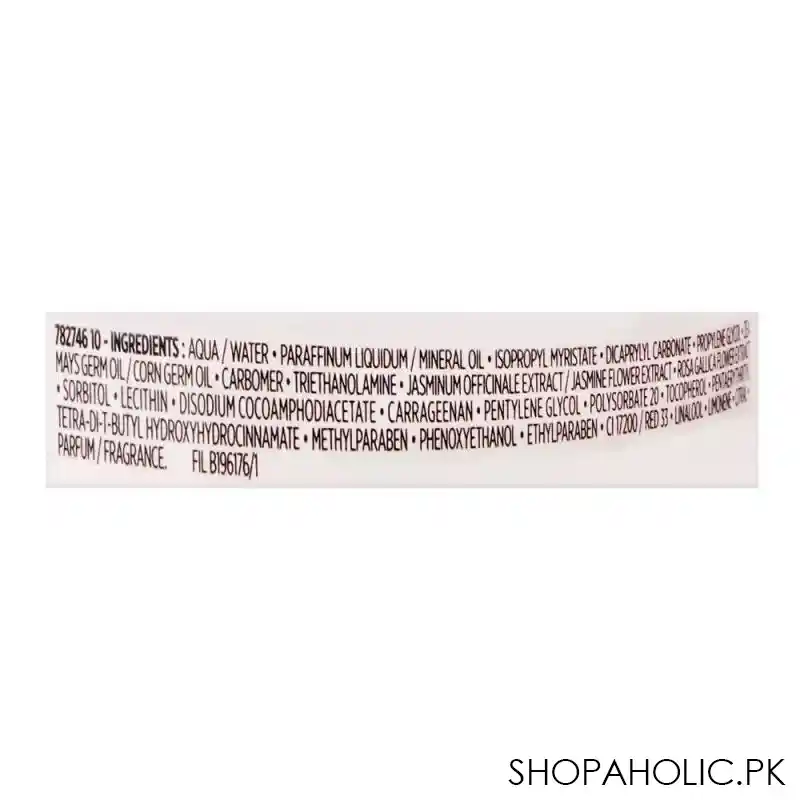 782746 10 - INGREDIENTS : AQUA / WATER • PARAFFINUM LIQUIDUM / MINERAL OIL • ISOPROPYL MYRISTATE • DICAPRYLYL CARBONATE • PROPYLENE GLYCOL •
MAYS GERM OIL / CORN GERM OIL • CARBOMER • TRIETHANOLAMINE • JASMINUM OFFICINALE EXTRACT / JASMINE FLOWER EXTRACT • ROSA GALLICA FLOWER EXTRACT
• SORBITOL • LECITHIN • DISODIUM COCOAMPHODIACETATE • CARRAGEENAN • PENTYLENE GLYCOL • POLYSORBATE 20 • TOCOPHEROL • PENTAERYTHRITYL
TETRA-DI-T-BUTYL HYDROXYHYDROCINNAMATE • METHYLPARABEN • PHENOXYETHANOL • ETHYLPARABEN • CI 17200 / RED 33 • LINALOOL • LIMONENE •
PARFUM / FRAGRANCE. FIL B196176/1
SHOPAHOLIC.PK